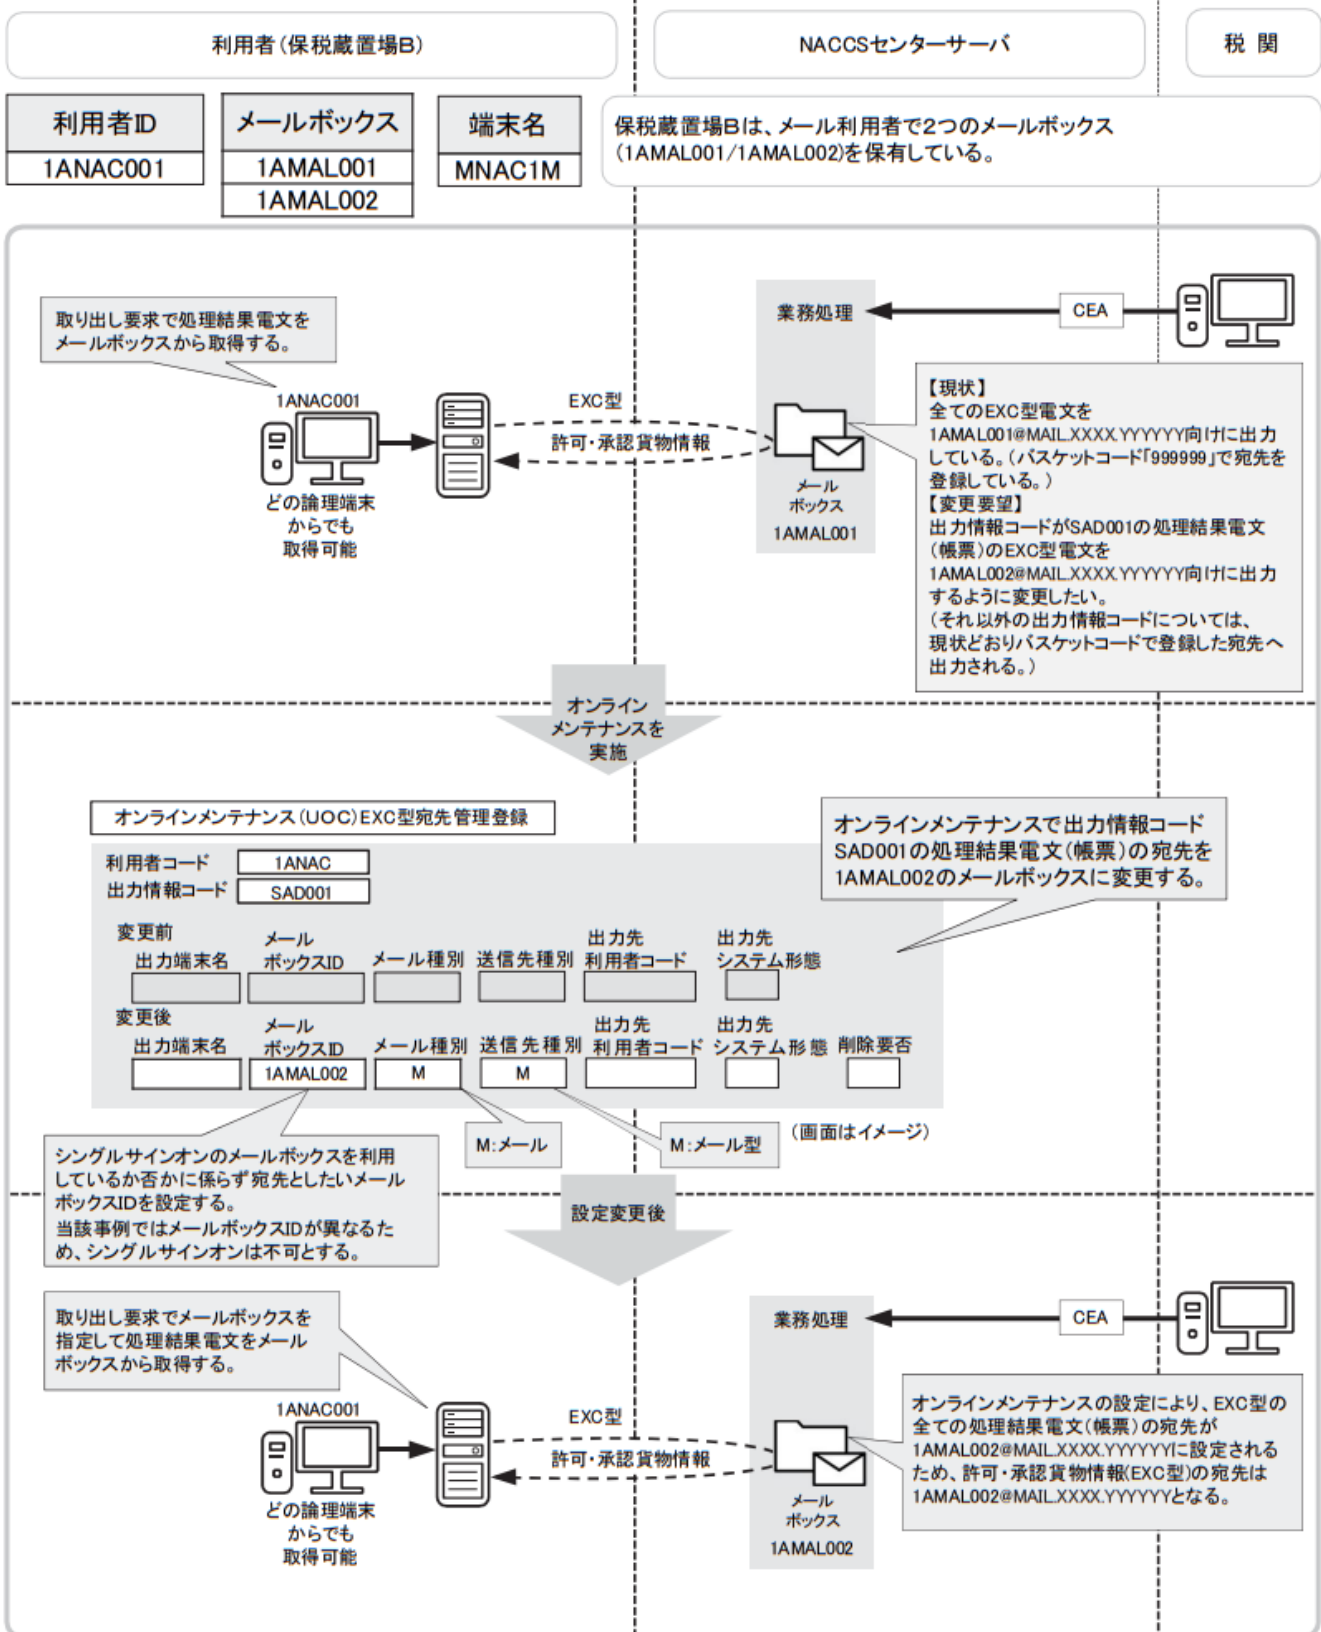 利用者(保税蔵置場B)
NACCSセンターサーバ
税 関
利用者ID
1ANAC001
メールボックス
1AMAL001
1AMAL002
端末名
MNAC1M
保税蔵置場Bは、メール利用者で2つのメールボックス
(1AMAL001/1AMAL002)を保有している。
取り出し要求で処理結果電文を
メールボックスから取得する。
1ANAC001
どの論理端末
からでも
取得可能
EXC型
許可・承認貨物情報
業務処理
CEA
メール
ボックス
1AMAL001
【現状】
全てのEXC型電文を
1AMAL001@MAIL.XXXX.YYYYYY向けに出力
している。(バスケットコード「999999」で宛先を
登録している。)
【変更要望】
出力情報コードがSAD001の処理結果電文
(帳票)のEXC型電文を
1AMAL002@MAIL.XXXX.YYYYYY向けに出力
するように変更したい。
(それ以外の出力情報コードについては、
現状どおりバスケットコードで登録した宛先へ
出力される。)
オンライン
メンテナンスを
実施
オンラインメンテナンス(UOC)EXC型宛先管理登録
利用者コード 1ANAC
出力情報コード SAD001
オンラインメンテナンスで出力情報コード
SAD001の処理結果電文(帳票)の宛先を
1AMAL002のメールボックスに変更する。
変更前
出力端末名
メール
ボックスID
メール種別
送信先種別
出力先
利用者コード
出力先
システム形態
変更後
出力端末名
メール
ボックスID
メール種別
送信先種別
出力先
利用者コード
出力先
システム形態
削除要否
1AMAL002
M
M
M:メール
M:メール型
(画面はイメージ)
シングルサインオンのメールボックスを利用
しているか否かに係らず宛先としたいメール
ボックスIDを設定する。
当該事例ではメールボックスIDが異なるた
め、シングルサインオンは不可とする。
設定変更後
取り出し要求でメールボックスを
指定して処理結果電文をメール
ボックスから取得する。
1ANAC001
どの論理端末
からでも
取得可能
EXC型
許可・承認貨物情報
業務処理
CEA
メール
ボックス
1AMAL002
オンラインメンテナンスの設定により、EXC型の
全ての処理結果電文(帳票)の宛先が
1AMAL002@MAIL.XXXX.YYYYYYに設定される
ため、許可・承認貨物情報(EXC型)の宛先は
1AMAL002@MAIL.XXXX.YYYYYYとなる。